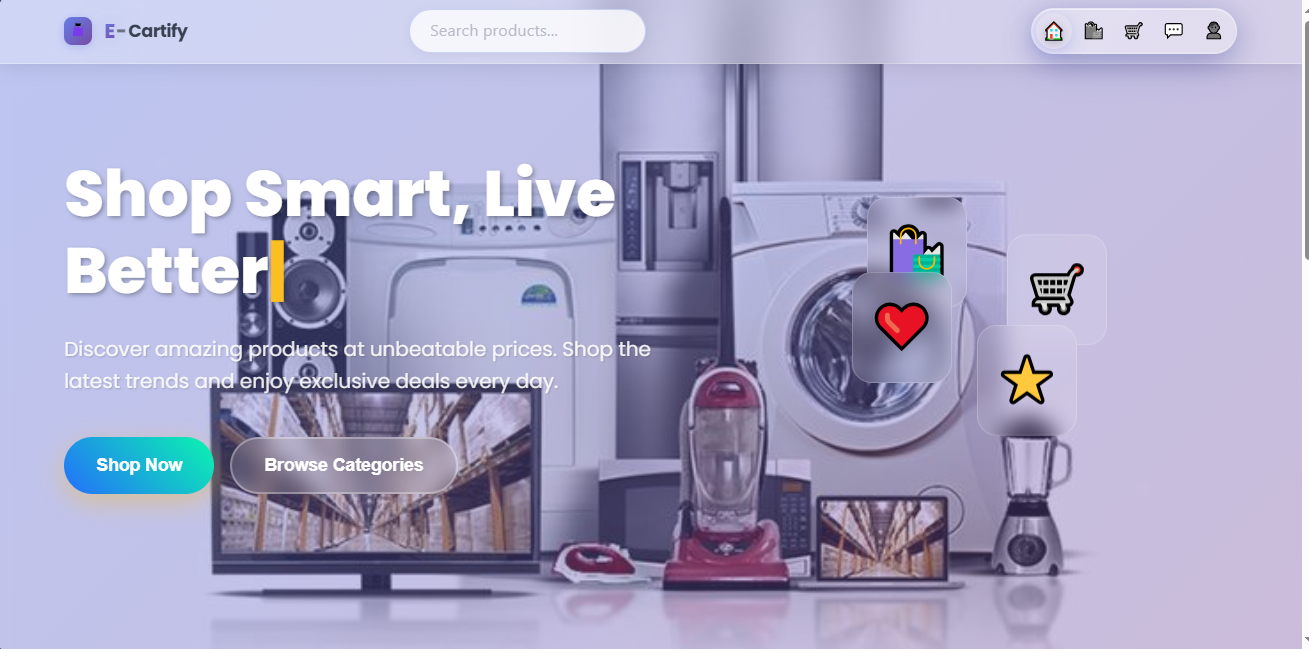 E-Cartify
Search products...
Shop Smart, Live
Better
Discover amazing products at unbeatable prices. Shop the
latest trends and enjoy exclusive deals every day.
Shop Now
Browse Categories